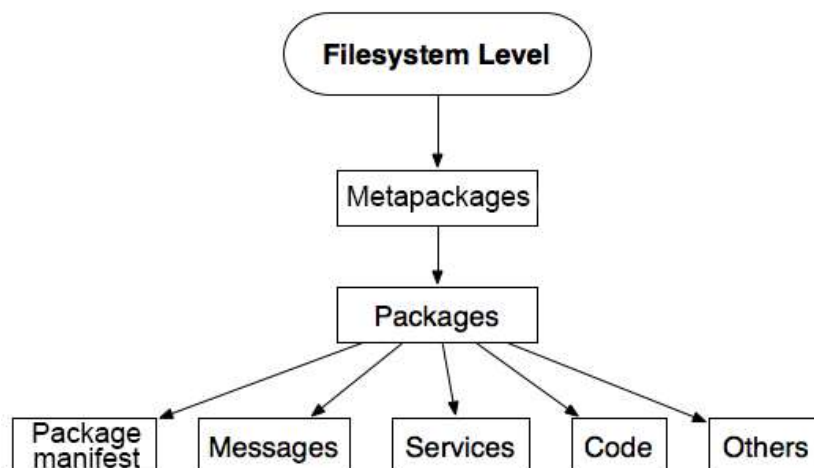 Filesystem Level
Metapackages
Packages
Package
manifest
Messages
Services
Code
Others